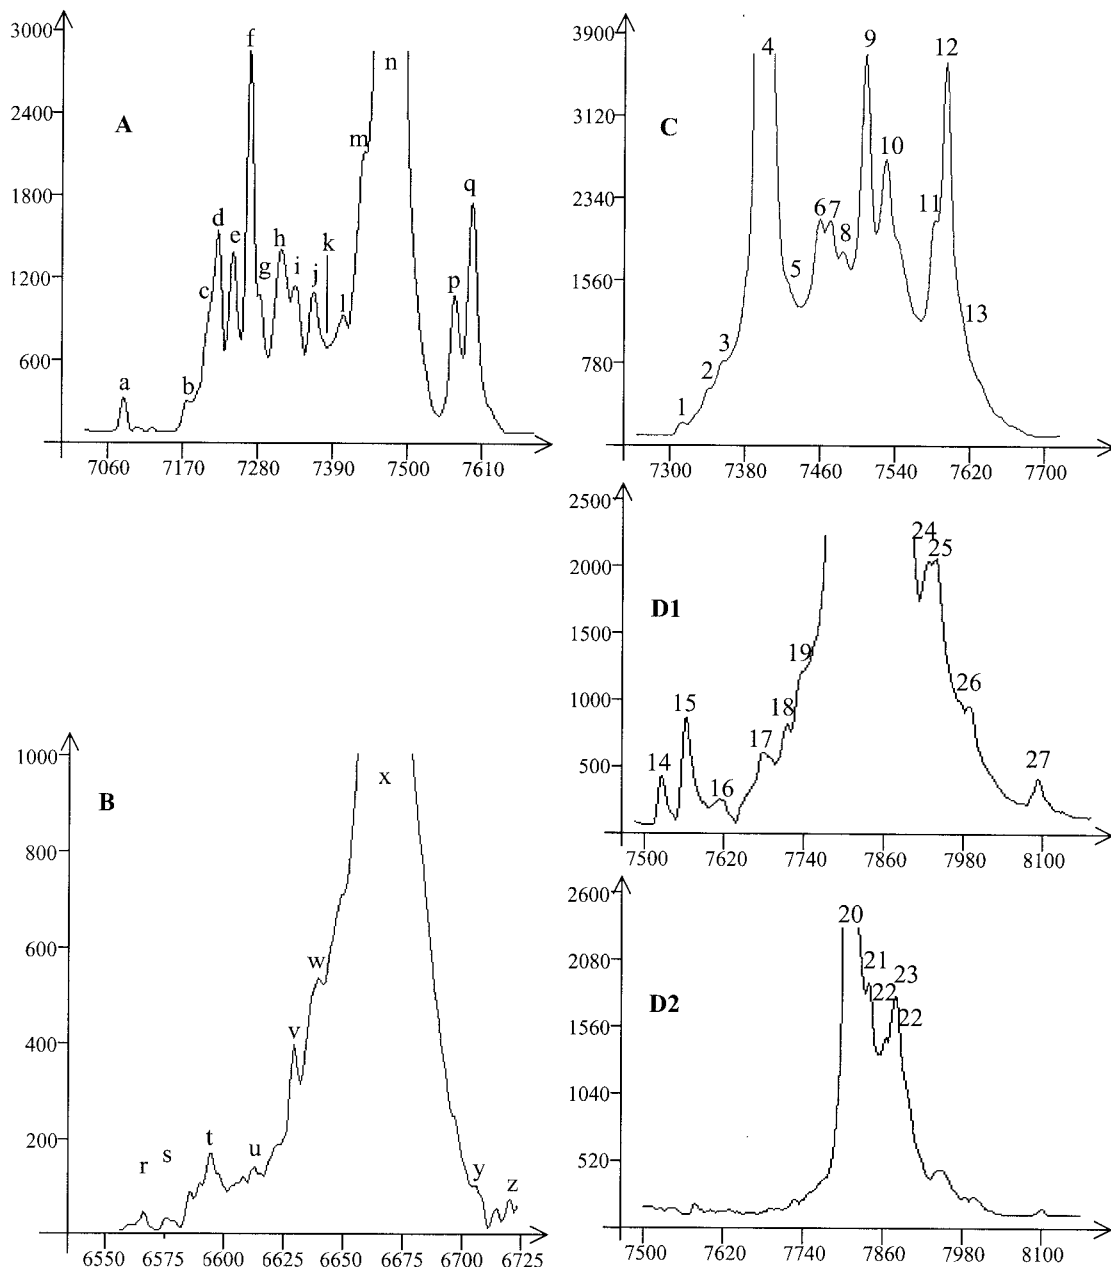 A
3000
2400
1800
1200
600
a
b
c
d
e
f
g
h
i
j
k
l
m
n
p
q
7060 7170 7280 7390 7500 7610
C
3900
3120
2340
1560
780
1
2
3
4
5
6
7
8
9
10
11
12
13
7300 7380 7460 7540 7620 7700
D1
2500
2000
1500
1000
500
14
15
16
17
18
19
24
25
26
27
7500 7620 7740 7860 7980 8100
B
1000
800
600
400
200
r
s
t
u
v
w
x
y
z
6550 6575 6600 6625 6650 6675 6700 6725
D2
2600
2080
1560
1040
520
20
21
22
23
22
7500 7620 7740 7860 7980 8100